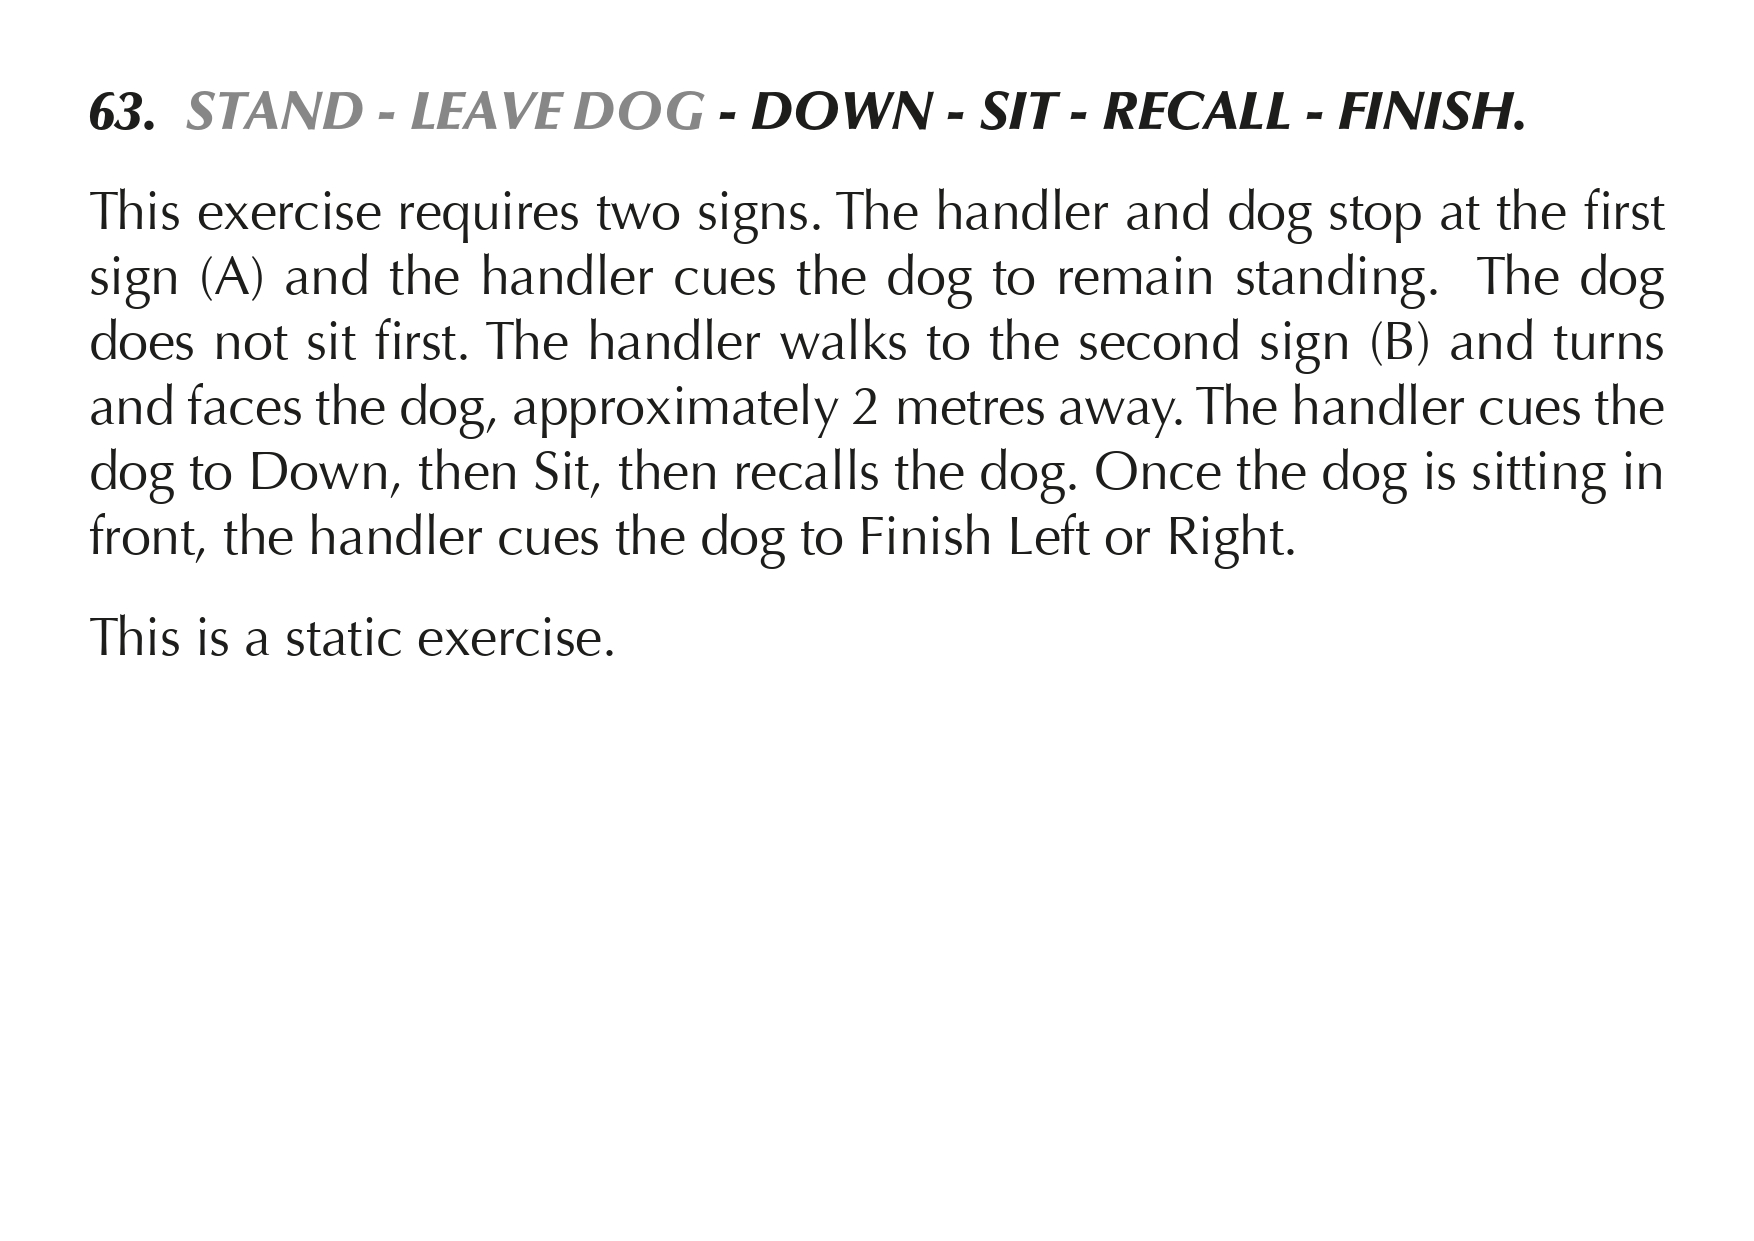 63. STAND - LEAVE DOG - DOWN - SIT - RECALL - FINISH.
This exercise requires two signs. The handler and dog stop at the first
sign (A) and the handler cues the dog to remain standing.  The dog
does not sit first. The handler walks to the second sign (B) and turns
and faces the dog, approximately 2 metres away. The handler cues the
dog to Down, then Sit, then recalls the dog. Once the dog is sitting in
front, the handler cues the dog to Finish Left or Right.
This is a static exercise.